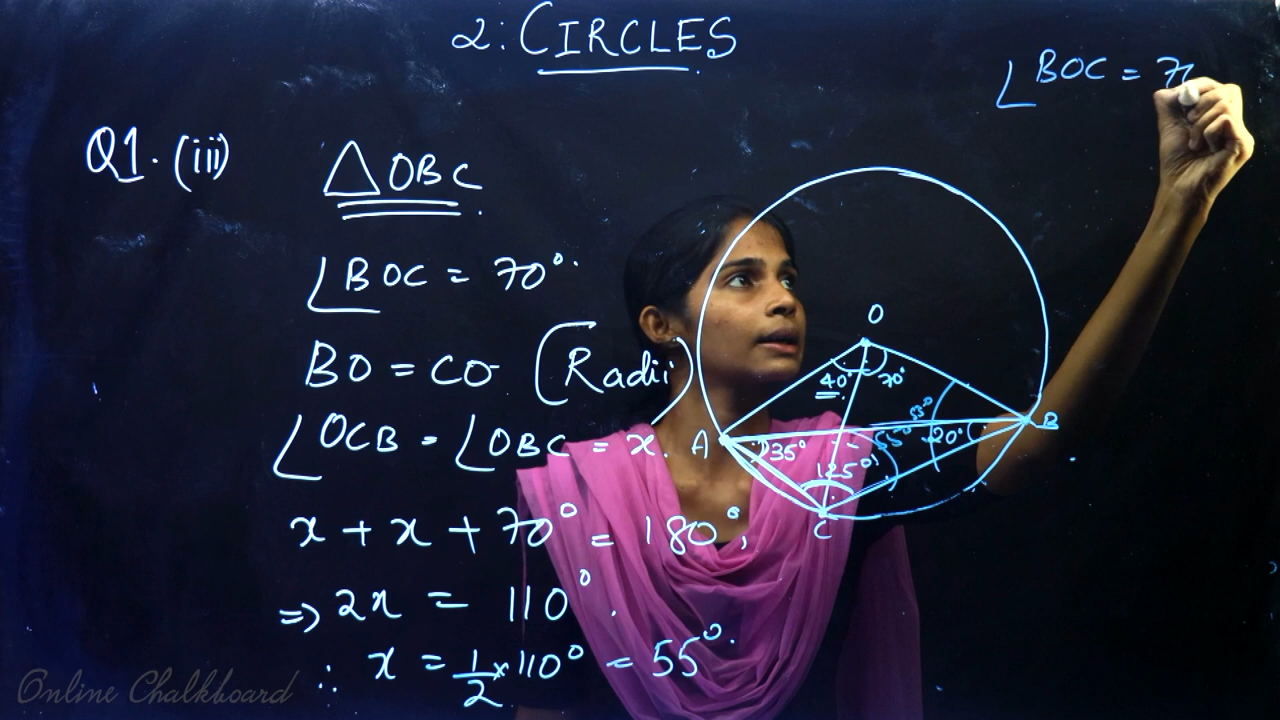 2: CIRCLES
∠BOC = 70
Q1. (iii)
△OBC
∠BOC = 70°.
BO = CO (Radii)
∠OCB = ∠OBC = x.
x + x + 70° = 180°,
⇒ 2x = 110°.
∴ x = 1/2 × 110° = 55°.
O
40° 70°
55°
A 35° 55° 20° B
125°
C
Online Chalkboard